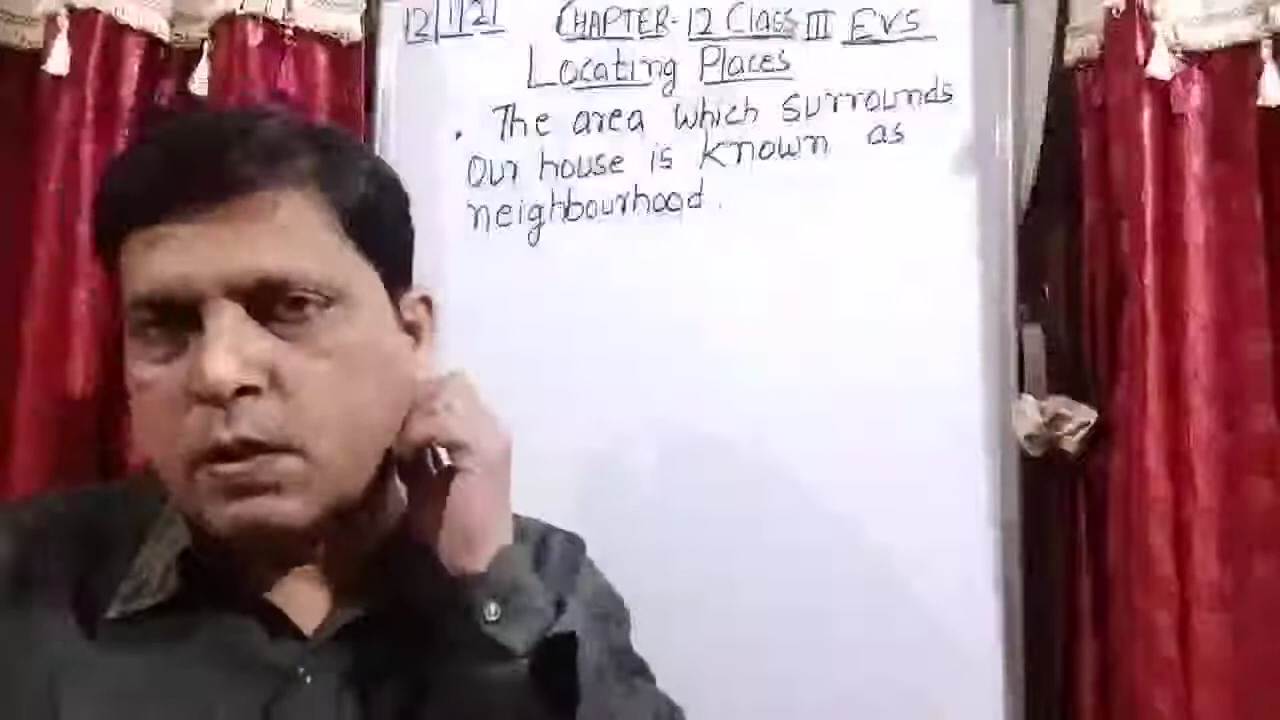 12/1/21 CHAPTER-12 Class III EVS
Locating Places
. The area which surrounds
our house is known as
neighbourhood.